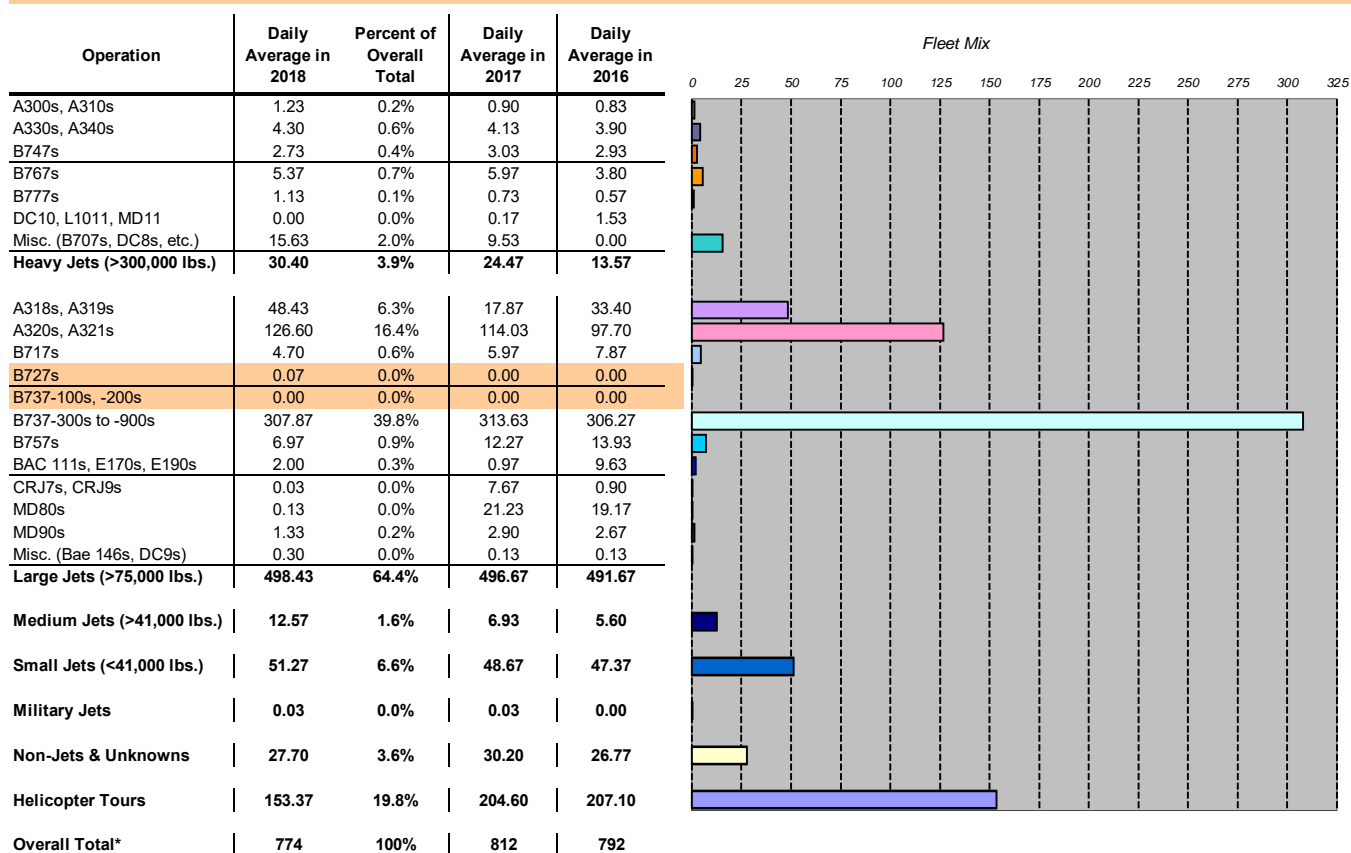 Operation Daily Average in 2018 Percent of Overall Total Daily Average in 2017 Daily Average in 2016
Fleet Mix
0 25 50 75 100 125 150 175 200 225 250 275 300 325
A300s, A310s 1.23 0.2% 0.90 0.83
A330s, A340s 4.30 0.6% 4.13 3.90
B747s 2.73 0.4% 3.03 2.93
B767s 5.37 0.7% 5.97 3.80
B777s 1.13 0.1% 0.73 0.57
DC10, L1011, MD11 0.00 0.0% 0.17 1.53
Misc. (B707s, DC8s, etc.) 15.63 2.0% 9.53 0.00
Heavy Jets (>300,000 lbs.) 30.40 3.9% 24.47 13.57
A318s, A319s 48.43 6.3% 17.87 33.40
A320s, A321s 126.60 16.4% 114.03 97.70
B717s 4.70 0.6% 5.97 7.87
B727s 0.07 0.0% 0.00 0.00
B737-100s, -200s 0.00 0.0% 0.00 0.00
B737-300s to -900s 307.87 39.8% 313.63 306.27
B757s 6.97 0.9% 12.27 13.93
BAC 111s, E170s, E190s 2.00 0.3% 0.97 9.63
CRJ7s, CRJ9s 0.03 0.0% 7.67 0.90
MD80s 0.13 0.0% 21.23 19.17
MD90s 1.33 0.2% 2.90 2.67
Misc. (Bae 146s, DC9s) 0.30 0.0% 0.13 0.13
Large Jets (>75,000 lbs.) 498.43 64.4% 496.67 491.67
Medium Jets (>41,000 lbs.) 12.57 1.6% 6.93 5.60
Small Jets (<41,000 lbs.) 51.27 6.6% 48.67 47.37
Military Jets 0.03 0.0% 0.03 0.00
Non-Jets & Unknowns 27.70 3.6% 30.20 26.77
Helicopter Tours 153.37 19.8% 204.60 207.10
Overall Total* 774 100% 812 792